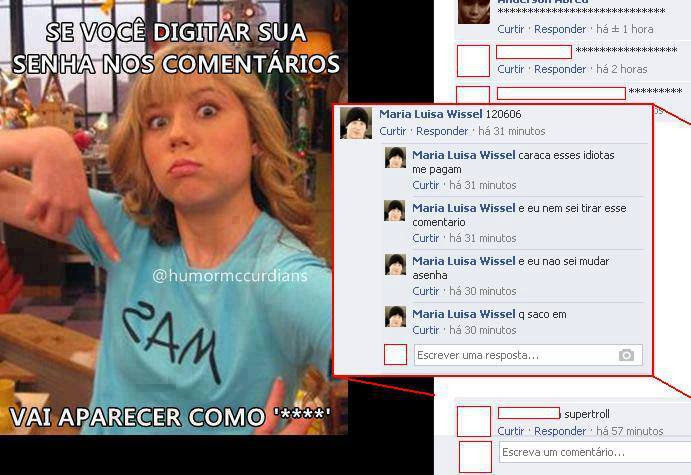 SE VOCÊ DIGITAR SUA
SENHA NOS COMENTÁRIOS
@humormccurdians
SAM
VAI APARECER COMO '****'
Anderson Abred
****************************
Curtir · Responder · há ± 1 hora
*****************
Curtir · Responder · há 2 horas
*********
Maria Luisa Wissel 120606
Curtir · Responder · há 31 minutos
Maria Luisa Wissel caraca esses idiotas
me pagam
Curtir · há 31 minutos
Maria Luisa Wissel e eu nem sei tirar esse
comentario
Curtir · há 31 minutos
Maria Luisa Wissel e eu nao sei mudar
asenha
Curtir · há 30 minutos
Maria Luisa Wissel q saco em
Curtir · há 30 minutos
Escrever uma resposta...
supertroll
Curtir · Responder · há 57 minutos
Escreva um comentário...